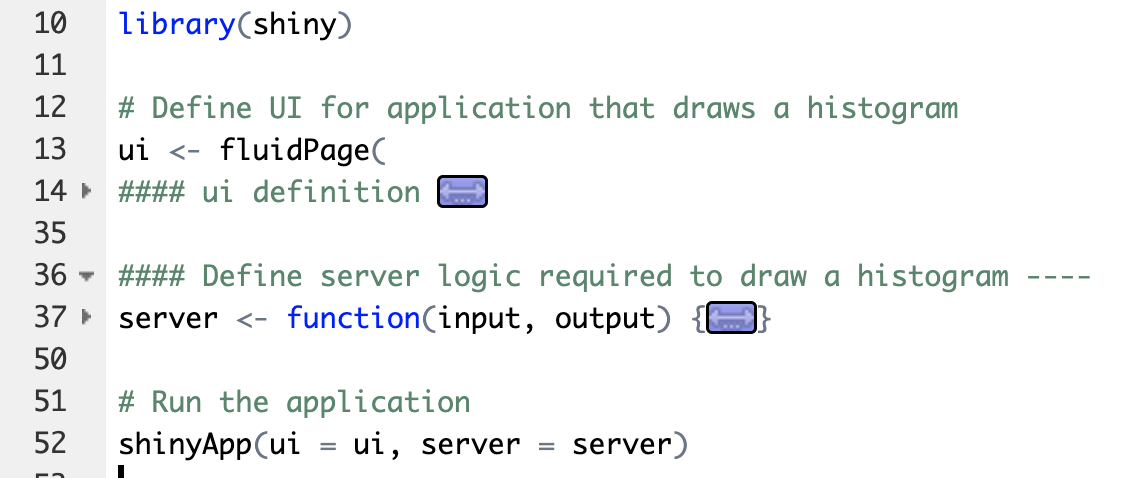 10 library(shiny)
11
12 # Define UI for application that draws a histogram
13 ui <- fluidPage(
14 #### ui definition
35
36 #### Define server logic required to draw a histogram ----
37 server <- function(input, output) {...}
50
51 # Run the application
52 shinyApp(ui = ui, server = server)